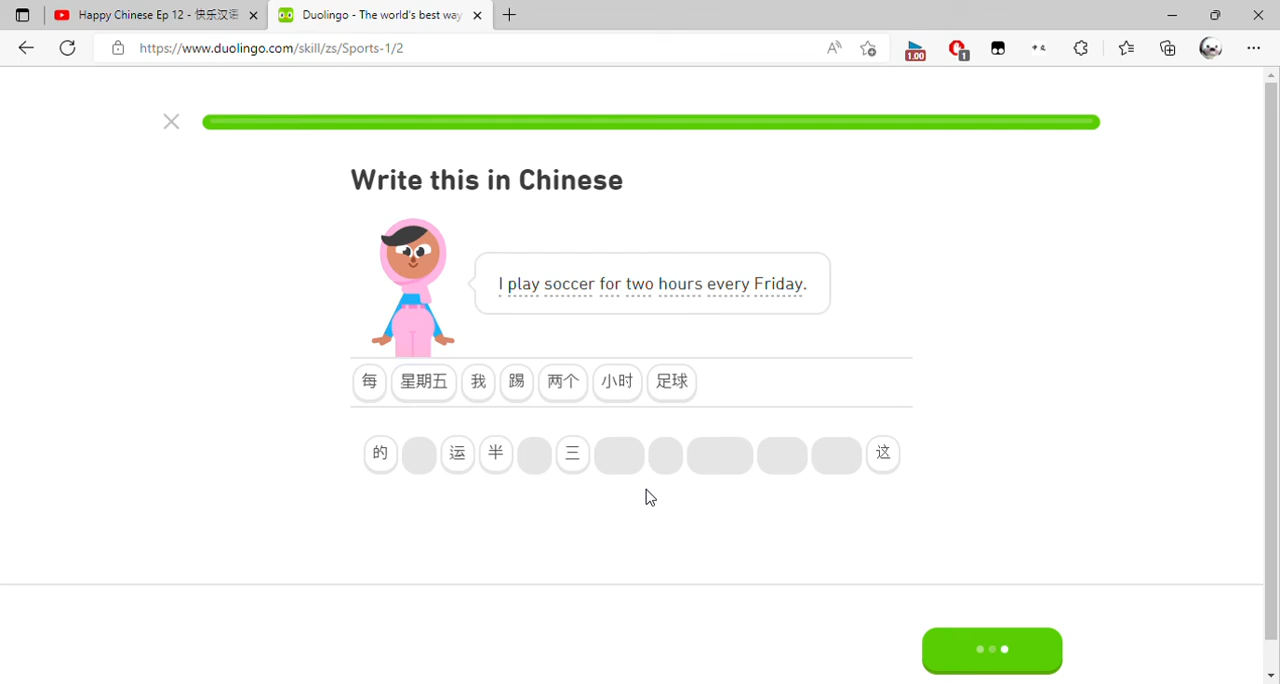 Happy Chinese Ep 12 - 快乐汉语
Duolingo - The world's best way
https://www.duolingo.com/skill/zs/Sports-1/2
1.00
1
Write this in Chinese
I play soccer for two hours every Friday.
每 星期五 我 踢 两个 小时 足球
的 运 半 三 这